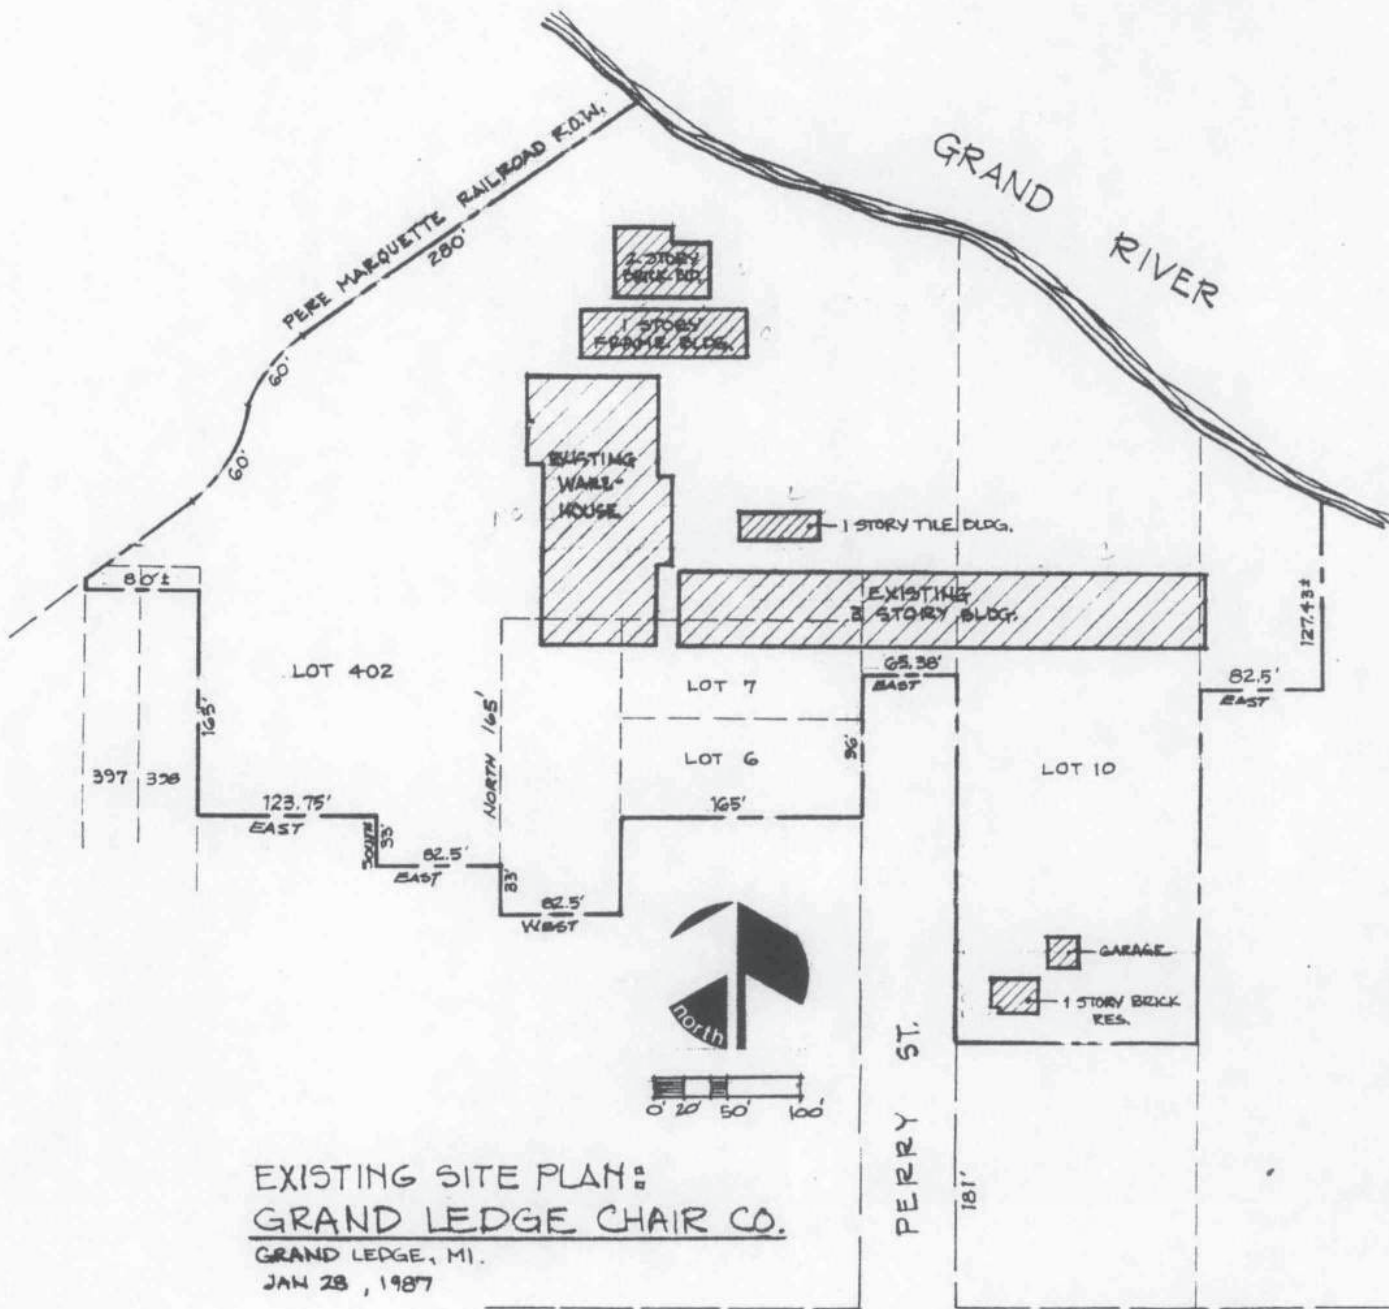 GRAND
RIVER
PERE MARQUETTE RAILROAD R.O.W.
280'
60'
60'
2 STORY
BRICK BLD.
1 STORY
FRAME BLDG.
EXISTING
WARE-
HOUSE
1 STORY TILE BLDG.
EXISTING
3 STORY BLDG.
80'±
LOT 402
165'
397 398
123.75'
EAST
SOUTH
33'
82.5'
EAST
NORTH 165'
33'
82.5'
WEST
LOT 7
LOT 6
165'
96'
65.38'
EAST
LOT 10
82.5'
EAST
127.43±
GARAGE
1 STORY BRICK
RES.
north
0' 20' 50' 100'
PERRY ST.
181'
EXISTING SITE PLAN:
GRAND LEDGE CHAIR CO.
GRAND LEDGE, MI.
JAN 28, 1987